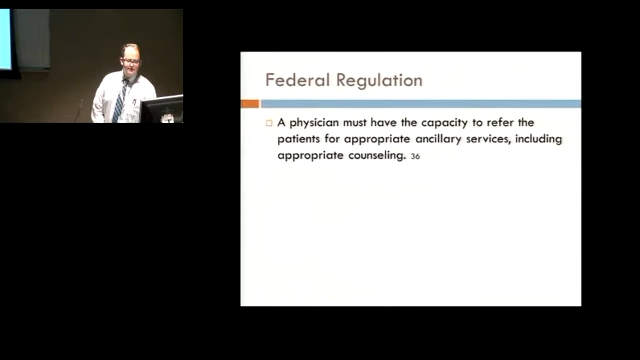 Federal Regulation
A physician must have the capacity to refer the
patients for appropriate ancillary services, including
appropriate counseling. 36